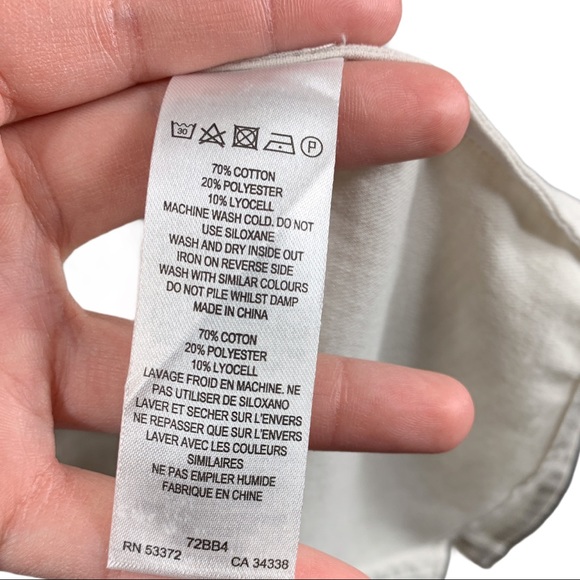 30
P
70% COTTON
20% POLYESTER
10% LYOCELL
MACHINE WASH COLD. DO NOT
USE SILOXANE
WASH AND DRY INSIDE OUT
IRON ON REVERSE SIDE
WASH WITH SIMILAR COLOURS
DO NOT PILE WHILST DAMP
MADE IN CHINA
70% COTON
20% POLYESTER
10% LYOCELL
LAVAGE FROID EN MACHINE. NE
PAS UTILISER DE SILOXANO
LAVER ET SECHER SUR L'ENVERS
NE REPASSER QUE SUR L'ENVERS
LAVER AVEC LES COULEURS
SIMILAIRES
NE PAS EMPILER HUMIDE
FABRIQUE EN CHINE
72BB4
RN 53372 CA 34336